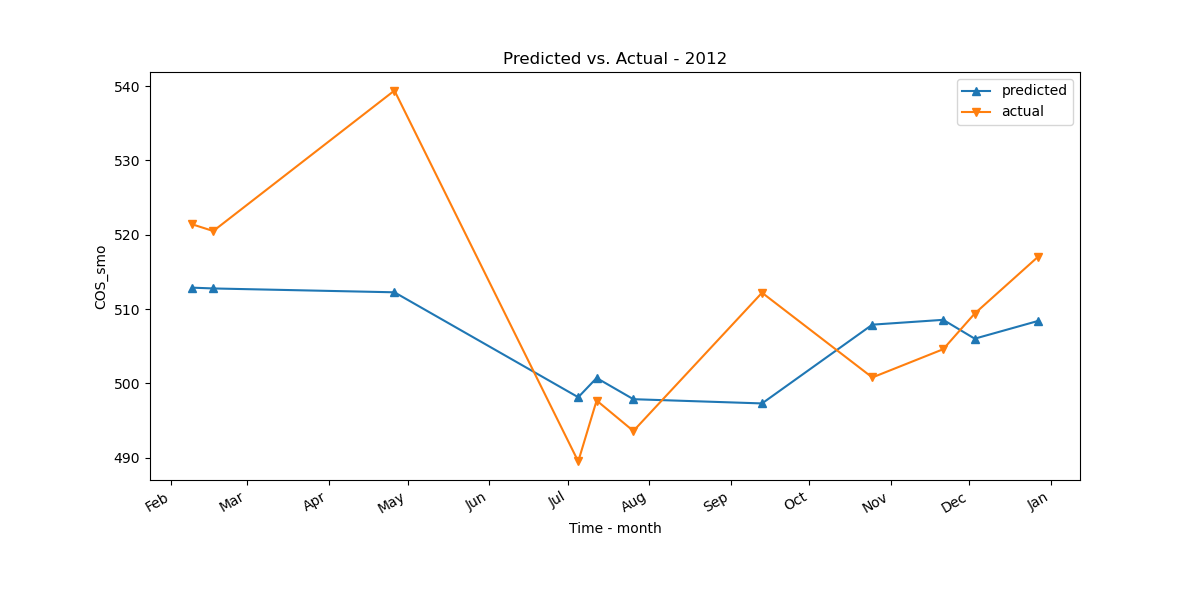 Predicted vs. Actual - 2012
540
530
520
510
500
490
COS_smo
predicted
actual
Feb
Mar
Apr
May
Jun
Jul
Aug
Sep
Oct
Nov
Dec
Jan
Time - month